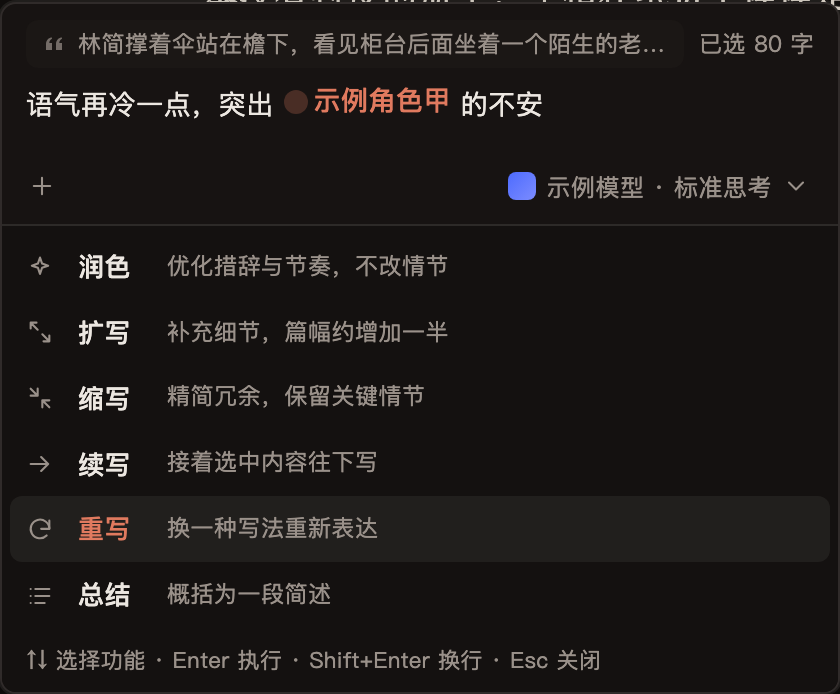 “ 林简撑着伞站在檐下，看见柜台后面坐着一个陌生的老… 已选 80 字
语气再冷一点，突出 示例角色甲 的不安
+ 示例模型 · 标准思考
润色 优化措辞与节奏，不改情节
扩写 补充细节，篇幅约增加一半
缩写 精简冗余，保留关键情节
续写 接着选中内容往下写
重写 换一种写法重新表达
总结 概括为一段简述
↑↓ 选择功能 · Enter 执行 · Shift+Enter 换行 · Esc 关闭